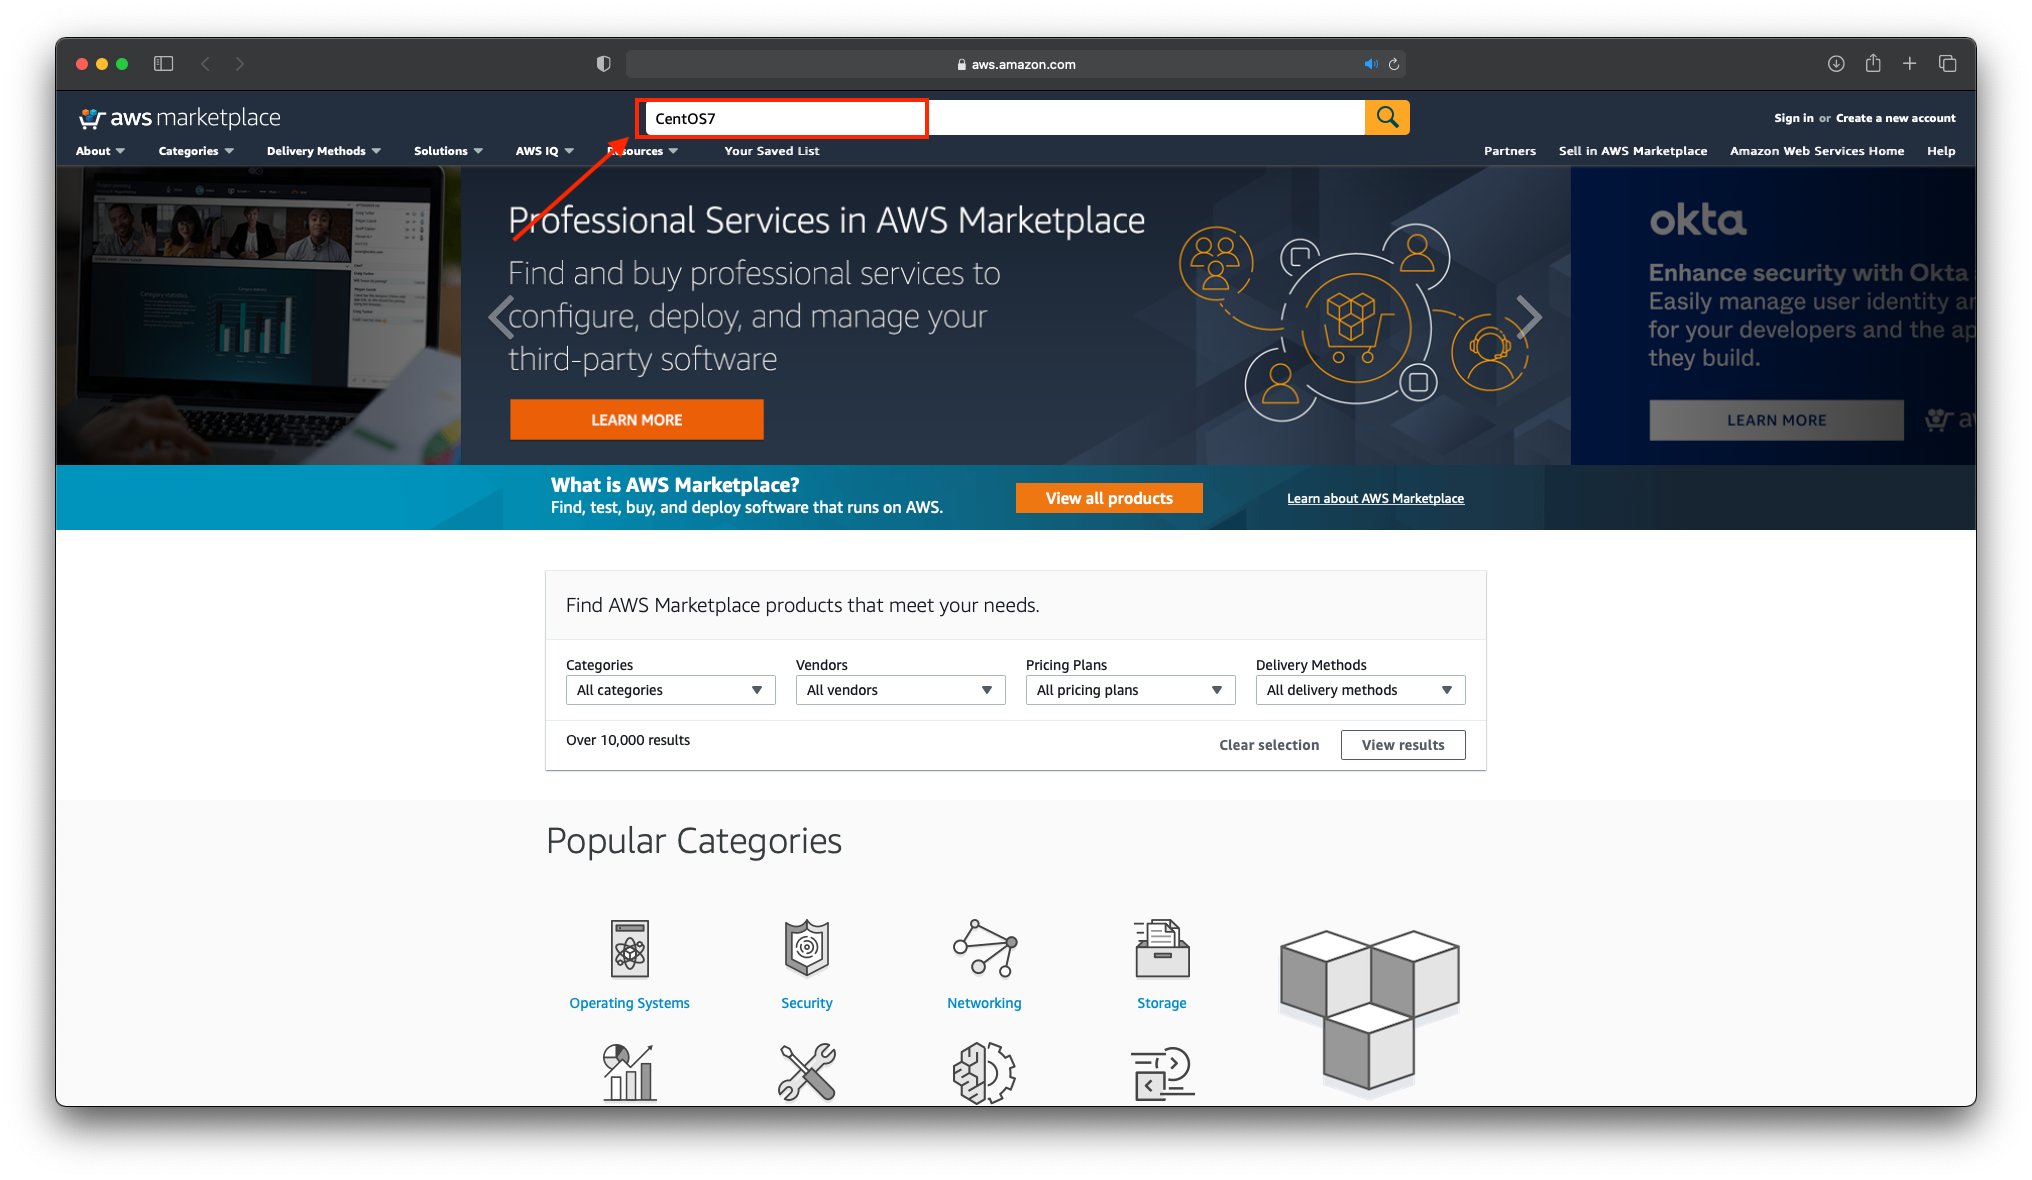 aws.amazon.com
aws marketplace
CentOS7
Sign in or Create a new account
About Categories Delivery Methods Solutions AWS IQ Resources Your Saved List Partners Sell in AWS Marketplace Amazon Web Services Home Help
Professional Services in AWS Marketplace
Find and buy professional services to
configure, deploy, and manage your
third-party software
LEARN MORE
okta
Enhance security with Okta
Easily manage user identity
for your developers and the
they build.
LEARN MORE
What is AWS Marketplace?
Find, test, buy, and deploy software that runs on AWS.
View all products
Learn about AWS Marketplace
Find AWS Marketplace products that meet your needs.
Categories Vendors Pricing Plans Delivery Methods
All categories All vendors All pricing plans All delivery methods
Over 10,000 results
Clear selection View results
Popular Categories
Operating Systems Security Networking Storage